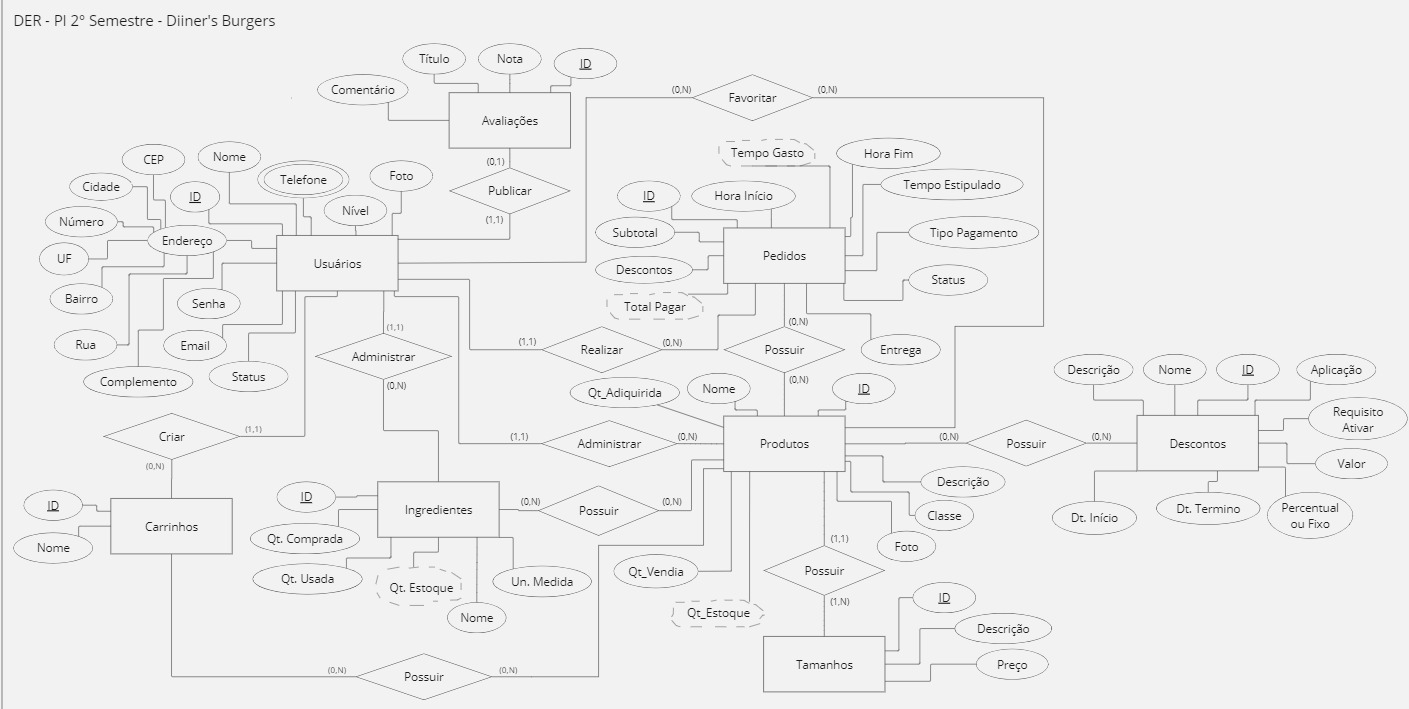 DER - PI 2° Semestre - Diiner's Burgers
Título
Nota
ID
Comentário
Avaliações
(0,1)
Publicar
(1,1)
(0,N)
Favoritar
(0,N)
CEP
Nome
Telefone
Foto
Cidade
ID
Nível
Número
Endereço
UF
Usuários
Bairro
Senha
Rua
Email
Complemento
Status
Tempo Gasto
Hora Fim
ID
Hora Início
Tempo Estipulado
Subtotal
Tipo Pagamento
Pedidos
Descontos
Status
Total Pagar
Entrega
(1,1)
Realizar
(0,N)
(0,N)
Possuir
(0,N)
(1,1)
Administrar
(0,N)
Criar
(1,1)
(0,N)
ID
Carrinhos
Nome
(1,1)
Administrar
(0,N)
Qt_Adiquirida
Nome
ID
Produtos
Descrição
Classe
Foto
Qt_Vendia
Qt_Estoque
(0,N)
Possuir
(0,N)
Descrição
Nome
ID
Aplicação
Requisito
Ativar
Descontos
Valor
Dt. Início
Dt. Termino
Percentual
ou Fixo
ID
Ingredientes
(0,N)
Possuir
(0,N)
Qt. Comprada
Qt. Usada
Qt. Estoque
Un. Medida
Nome
(1,1)
Possuir
(1,N)
ID
Descrição
Tamanhos
Preço
(0,N)
Possuir
(0,N)